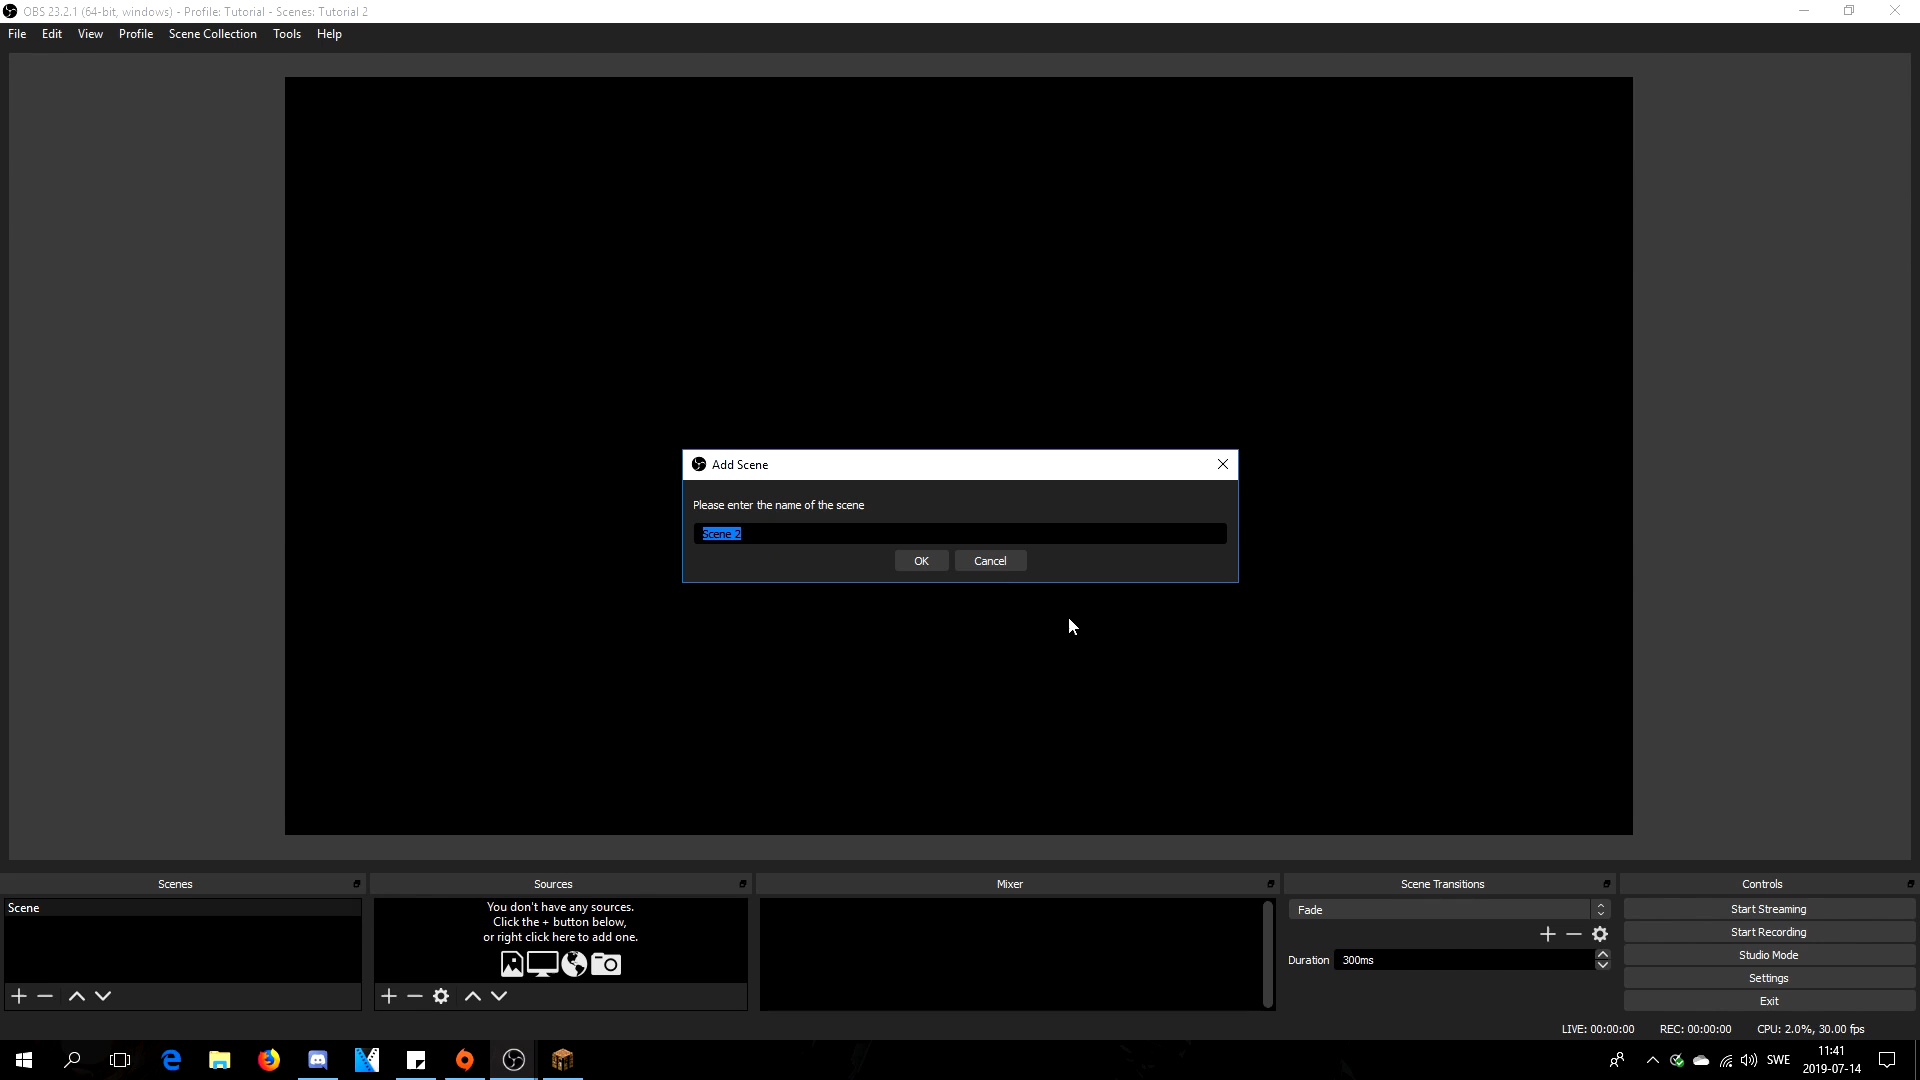 OBS 23.2.1 (64-bit, windows) - Profile: Tutorial - Scenes: Tutorial 2
File Edit View Profile Scene Collection Tools Help
Add Scene
Please enter the name of the scene
Scene 2
OK Cancel
Scenes Sources Mixer Scene Transitions Controls
Scene
You don't have any sources.
Click the + button below,
or right click here to add one.
Fade
Duration 300ms
Start Streaming
Start Recording
Studio Mode
Settings
Exit
LIVE: 00:00:00 REC: 00:00:00 CPU: 2.0%, 30.00 fps
SWE
11:41
2019-07-14